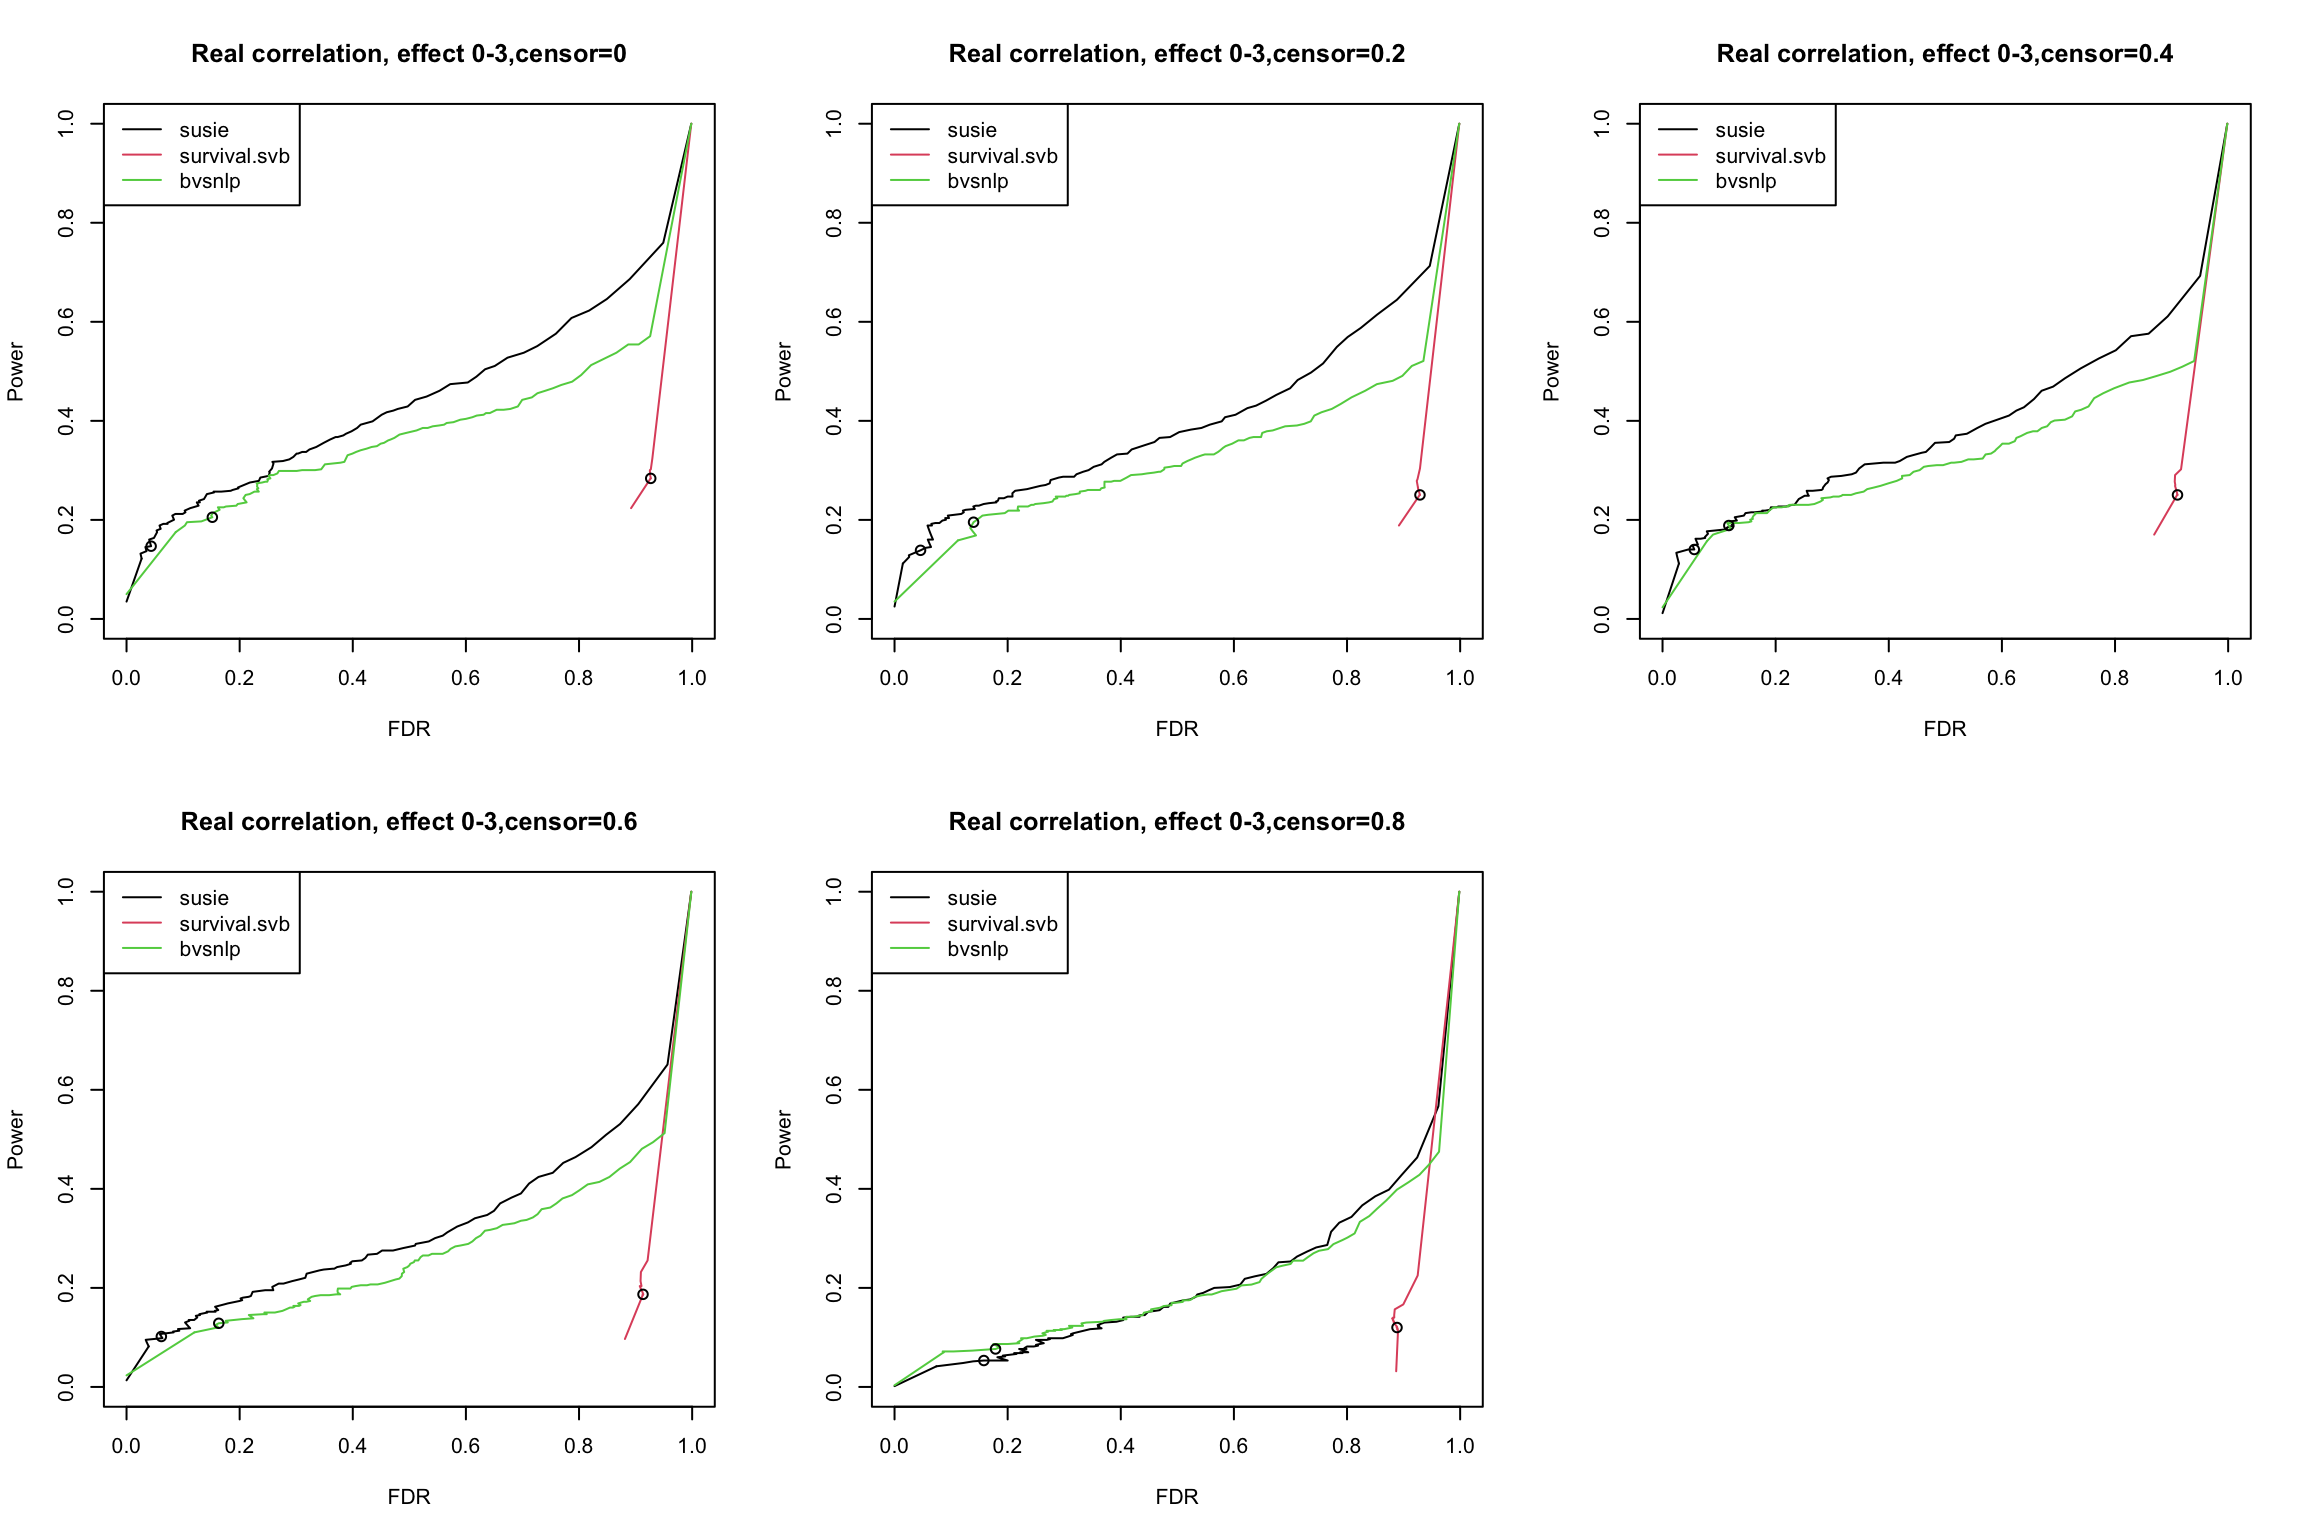 Real correlation, effect 0-3,censor=0
susie
survival.svb
bvsnlp
Power
0.0 0.2 0.4 0.6 0.8 1.0
0.0 0.2 0.4 0.6 0.8 1.0
FDR
Real correlation, effect 0-3,censor=0.2
susie
survival.svb
bvsnlp
Power
0.0 0.2 0.4 0.6 0.8 1.0
0.0 0.2 0.4 0.6 0.8 1.0
FDR
Real correlation, effect 0-3,censor=0.4
susie
survival.svb
bvsnlp
Power
0.0 0.2 0.4 0.6 0.8 1.0
0.0 0.2 0.4 0.6 0.8 1.0
FDR
Real correlation, effect 0-3,censor=0.6
susie
survival.svb
bvsnlp
Power
0.0 0.2 0.4 0.6 0.8 1.0
0.0 0.2 0.4 0.6 0.8 1.0
FDR
Real correlation, effect 0-3,censor=0.8
susie
survival.svb
bvsnlp
Power
0.0 0.2 0.4 0.6 0.8 1.0
0.0 0.2 0.4 0.6 0.8 1.0
FDR